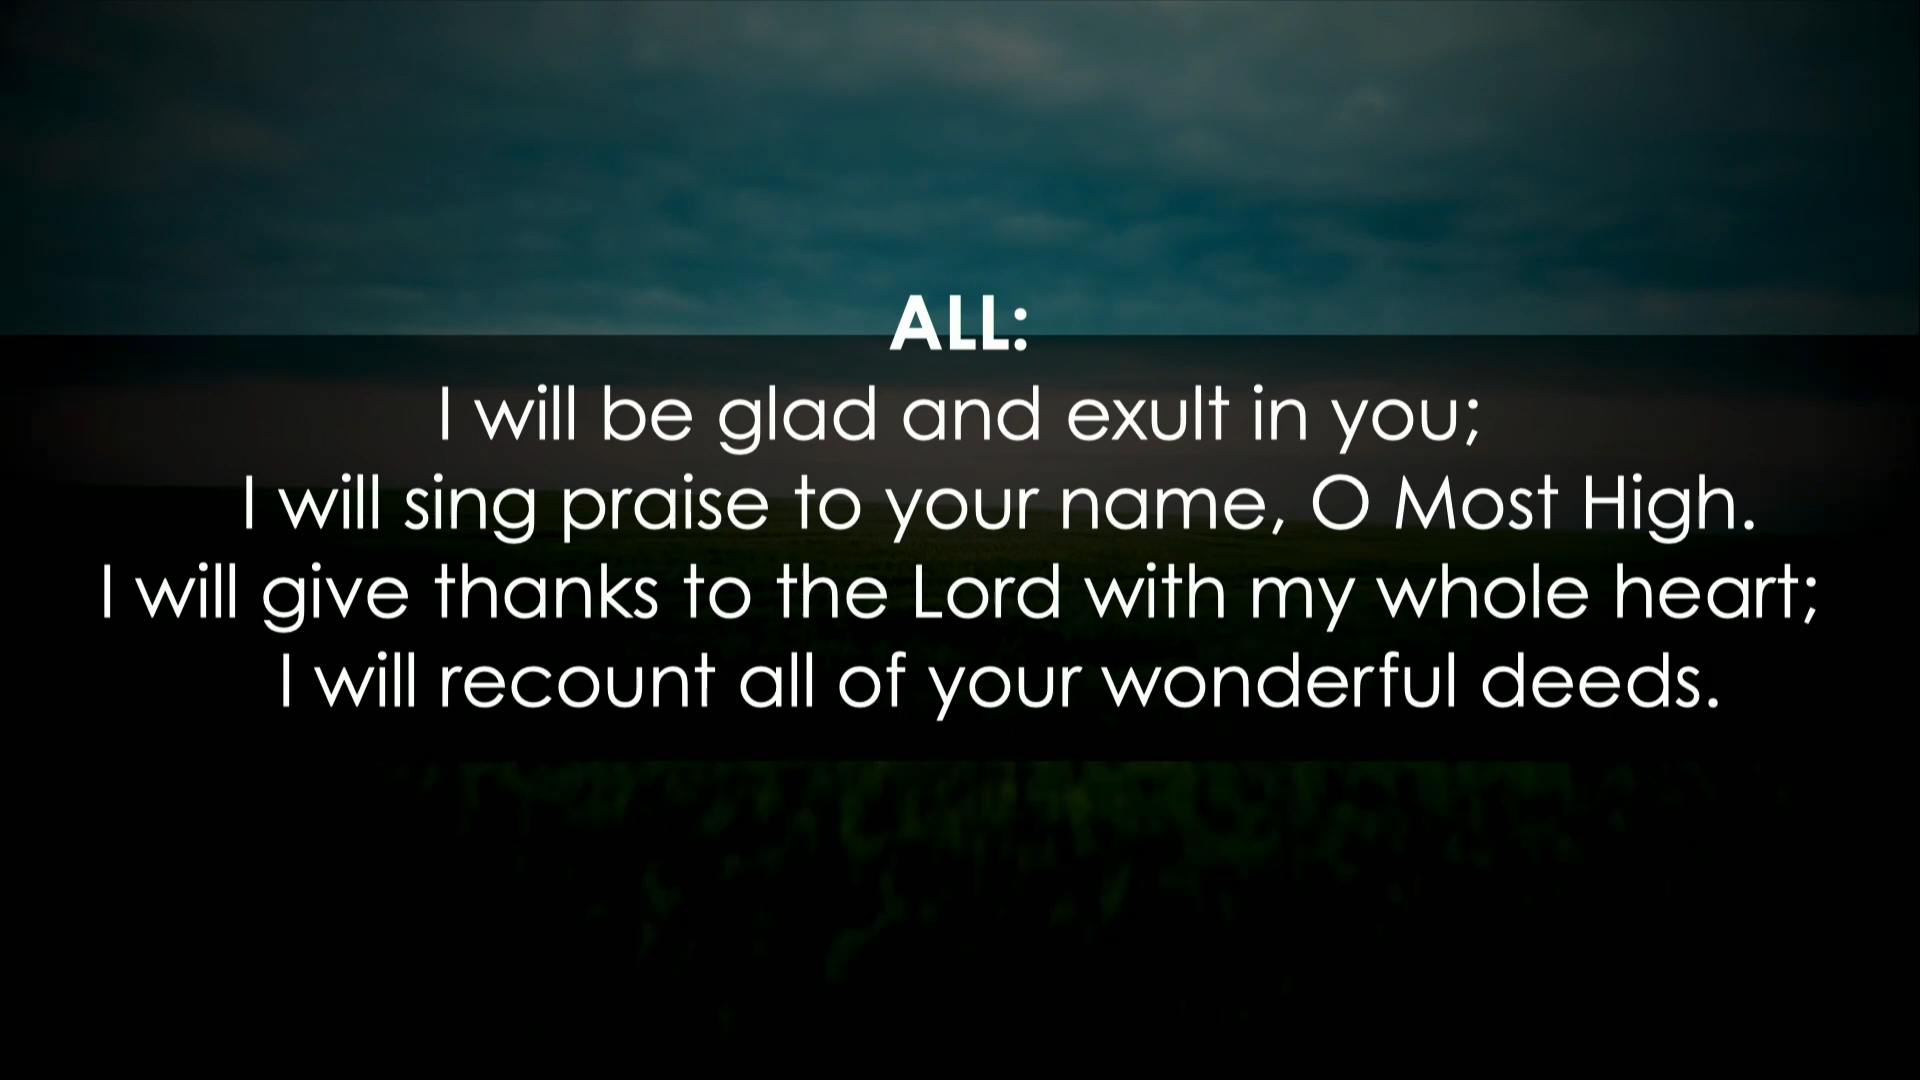 ALL:
I will be glad and exult in you;
I will sing praise to your name, O Most High.
I will give thanks to the Lord with my whole heart;
I will recount all of your wonderful deeds.